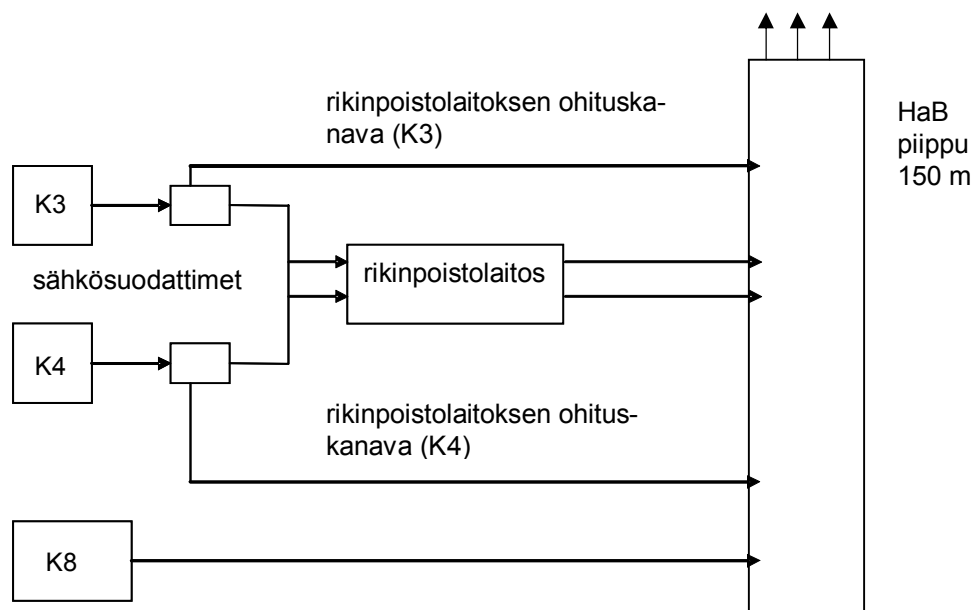 rikinpoistolaitoksen ohituska-
nava (K3)
HaB
piippu
150 m
K3
sähkösuodattimet
rikinpoistolaitos
K4
rikinpoistolaitoksen ohitus-
kanava (K4)
K8